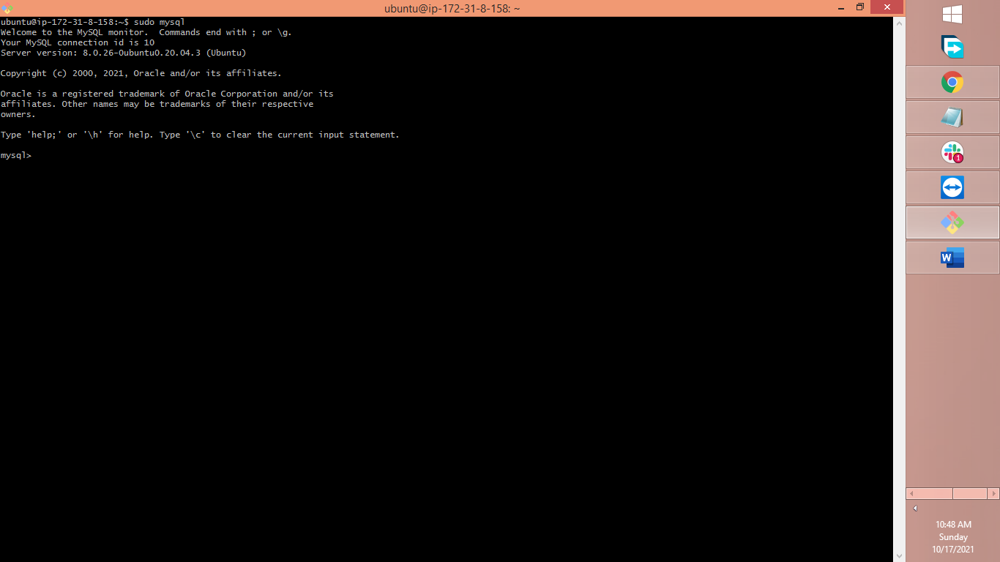 ubuntu@ip-172-31-8-158: ~
ubuntu@ip-172-31-8-158:~$ sudo mysql
Welcome to the MySQL monitor.  Commands end with ; or \g.
Your MySQL connection id is 10
Server version: 8.0.26-0ubuntu0.20.04.3 (Ubuntu)
Copyright (c) 2000, 2021, Oracle and/or its affiliates.
Oracle is a registered trademark of Oracle Corporation and/or its
affiliates. Other names may be trademarks of their respective
owners.
Type 'help;' or '\h' for help. Type '\c' to clear the current input statement.
mysql>
1
W
10:48 AM
Sunday
10/17/2021